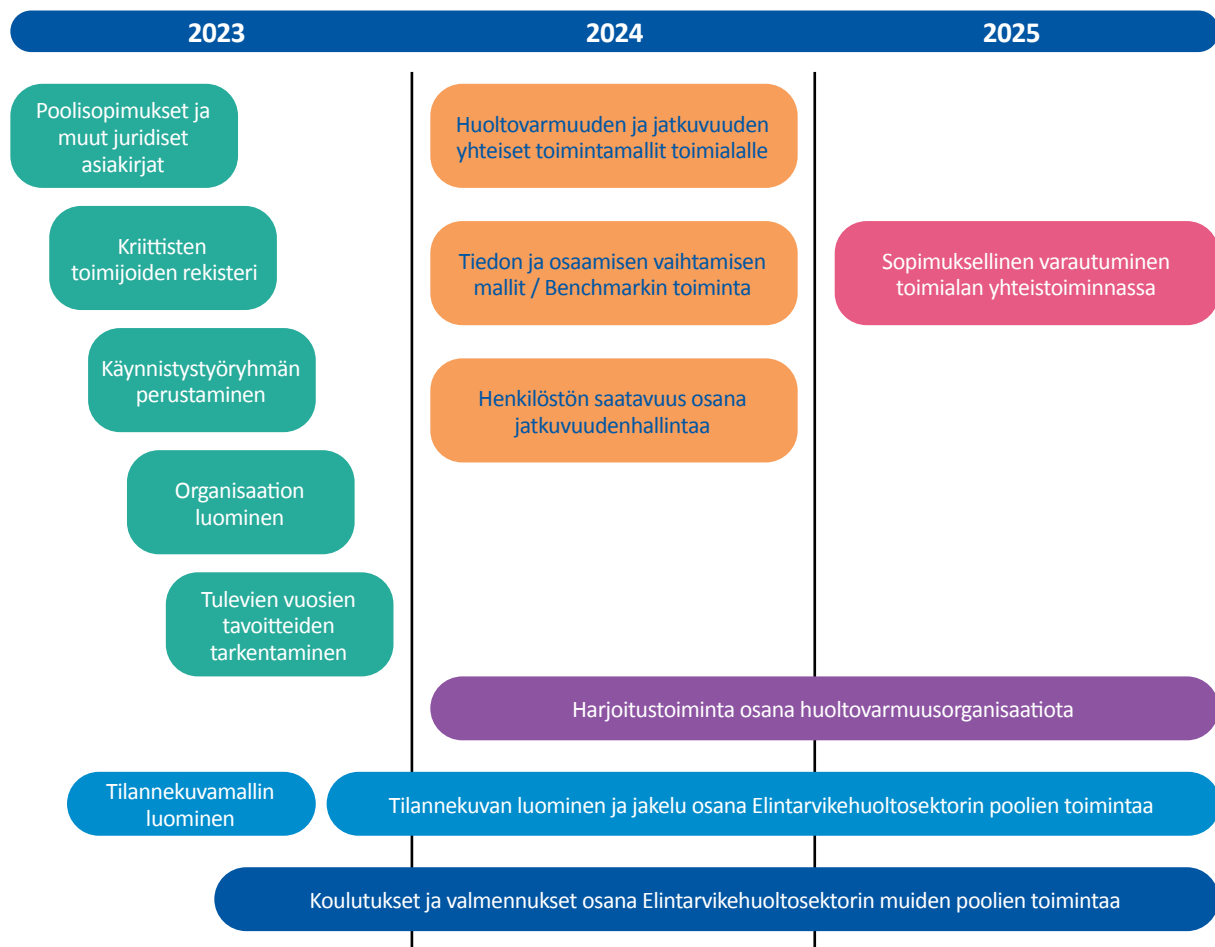 2023
2024
2025
Poolisopimukset ja
muut juridiset
asiakirjat
Kriittisten
toimijoiden rekisteri
Käynnistystyöryhmän
perustaminen
Organisaation
luominen
Tulevien vuosien
tavoitteiden
tarkentaminen
Huoltovarmuuden ja jatkuvuuden
yhteiset toimintamallit toimialalle
Tiedon ja osaamisen vaihtamisen
mallit / Benchmarkin toiminta
Henkilöstön saatavuus osana
jatkuvuudenhallintaa
Sopimuksellinen varautuminen
toimialan yhteistoiminnassa
Harjoitustoiminta osana huoltovarmuusorganisaatiota
Tilannekuvamallin
luominen
Tilannekuvan luominen ja jakelu osana Elintarvikehuoltosektorin poolien toimintaa
Koulutukset ja valmennukset osana Elintarvikehuoltosektorin muiden poolien toimintaa